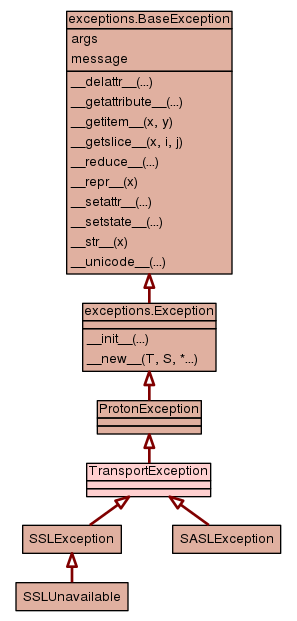 exceptions.BaseException
args
message
__delattr__(...)
__getattribute__(...)
__getitem__(x, y)
__getslice__(x, i, j)
__reduce__(...)
__repr__(x)
__setattr__(...)
__setstate__(...)
__str__(x)
__unicode__(...)
exceptions.Exception
__init__(...)
__new__(T, S, *...)
ProtonException
TransportException
SSLException
SASLException
SSLUnavailable